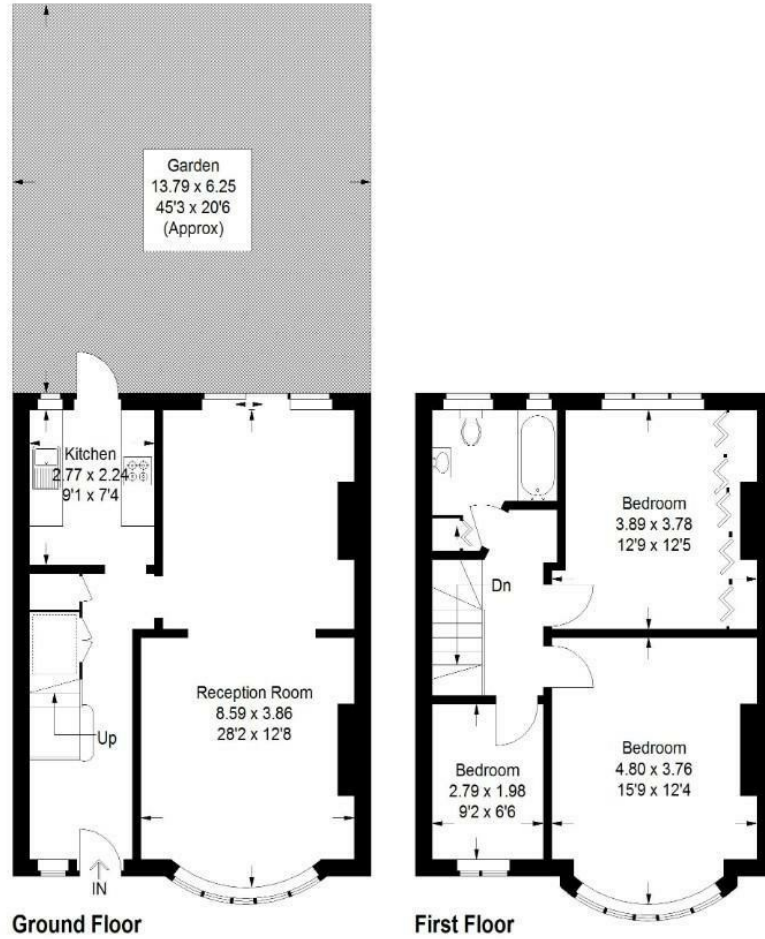 Garden
13.79 x 6.25
45'3 x 20'6
(Approx)
Kitchen
2.77 x 2.24
9'1 x 7'4
Reception Room
8.59 x 3.86
28'2 x 12'8
Up
IN
Ground Floor
Bedroom
3.89 x 3.78
12'9 x 12'5
Dn
Bedroom
4.80 x 3.76
15'9 x 12'4
Bedroom
2.79 x 1.98
9'2 x 6'6
First Floor